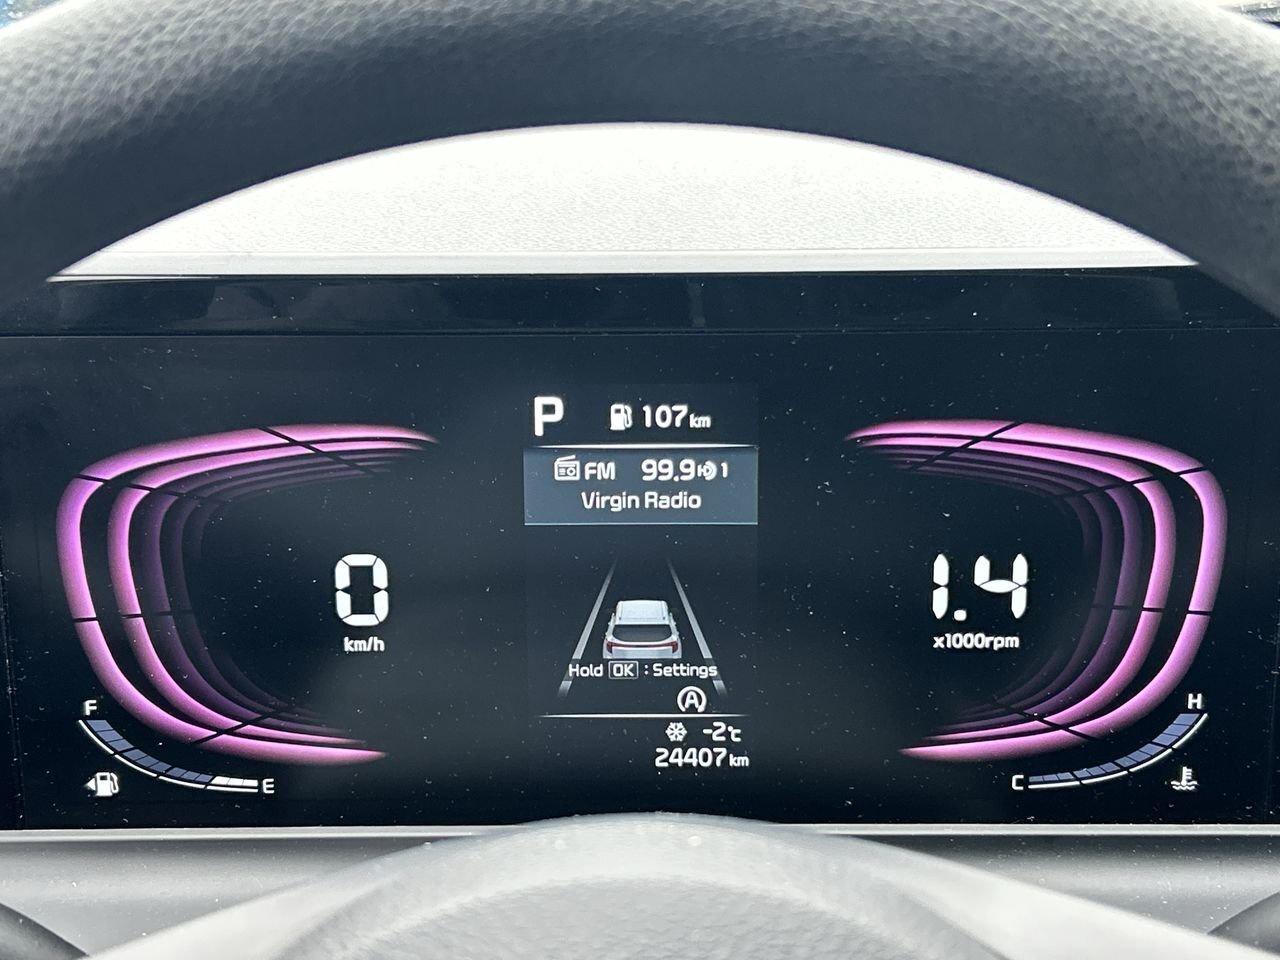 P 107km
FM 99.9 1
Virgin Radio
0
km/h
1.4
x1000rpm
Hold OK : Settings
A
-2°C
24407km
F
E
H
C